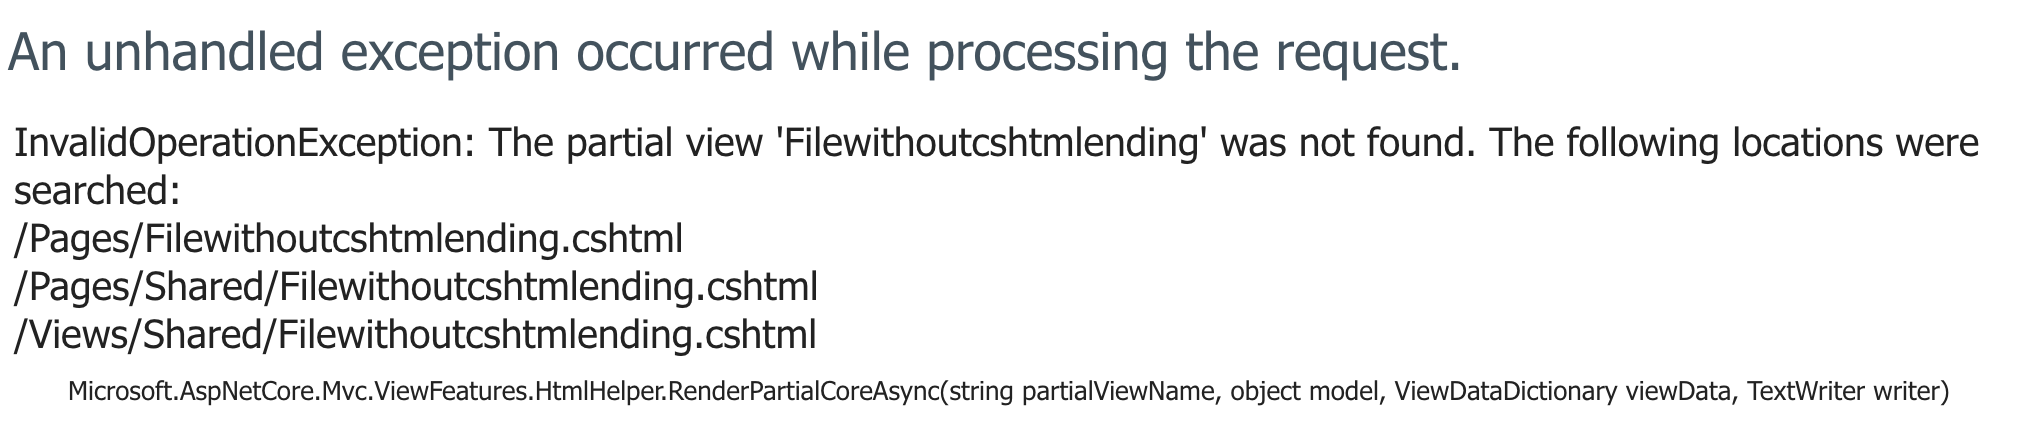 An unhandled exception occurred while processing the request.
InvalidOperationException: The partial view 'Filewithoutcshtmlending' was not found. The following locations were
searched:
/Pages/Filewithoutcshtmlending.cshtml
/Pages/Shared/Filewithoutcshtmlending.cshtml
/Views/Shared/Filewithoutcshtmlending.cshtml
Microsoft.AspNetCore.Mvc.ViewFeatures.HtmlHelper.RenderPartialCoreAsync(string partialViewName, object model, ViewDataDictionary viewData, TextWriter writer)